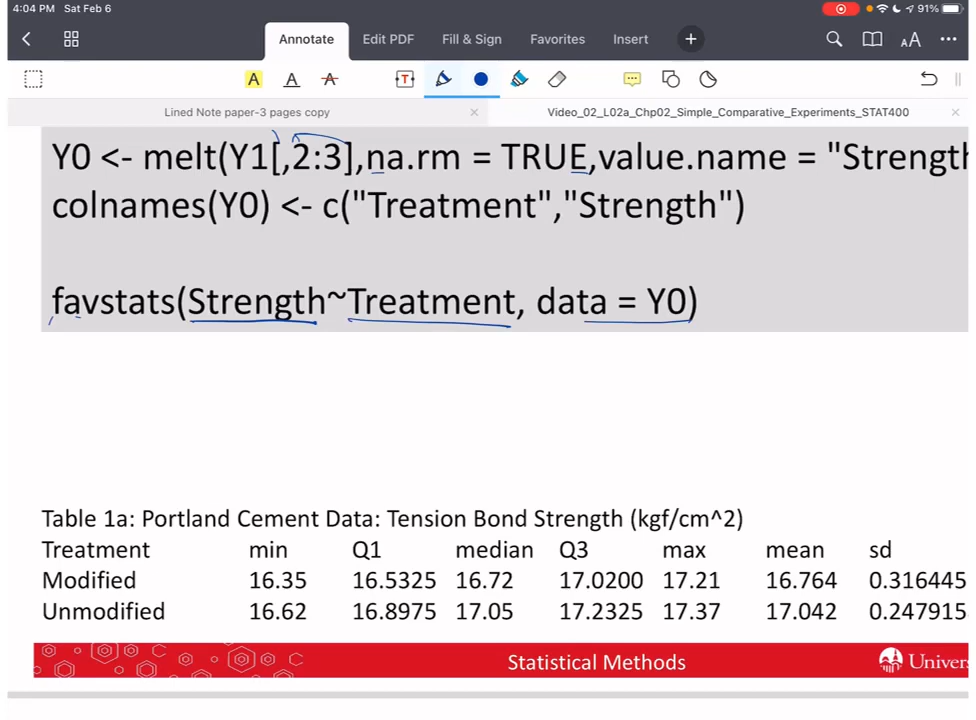 4:04 PM Sat Feb 6 91%
Annotate Edit PDF Fill & Sign Favorites Insert AA
A A T
Lined Note paper-3 pages copy Video_02_L02a_Chp02_Simple_Comparative_Experiments_STAT400
Y0 <- melt(Y1[,2:3],na.rm = TRUE,value.name = "Strength
colnames(Y0) <- c("Treatment","Strength")
favstats(Strength~Treatment, data = Y0)
Table 1a: Portland Cement Data: Tension Bond Strength (kgf/cm^2)
Treatment min Q1 median Q3 max mean sd
Modified 16.35 16.5325 16.72 17.0200 17.21 16.764 0.316445
Unmodified 16.62 16.8975 17.05 17.2325 17.37 17.042 0.247915
Statistical Methods Univers